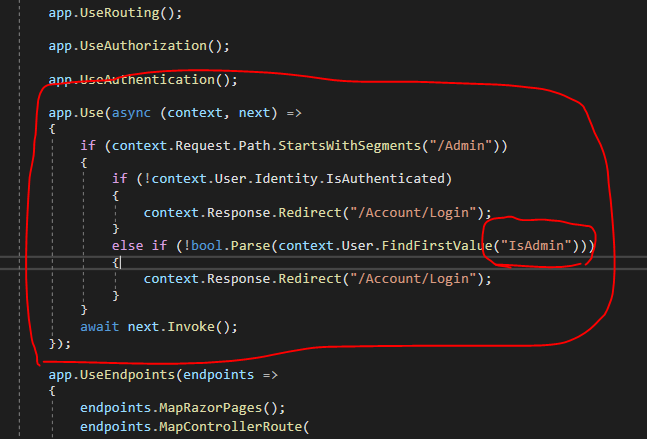 app.UseRouting();
app.UseAuthorization();
app.UseAuthentication();
app.Use(async (context, next) =>
{
if (context.Request.Path.StartsWithSegments("/Admin"))
{
if (!context.User.Identity.IsAuthenticated)
{
context.Response.Redirect("/Account/Login");
}
else if (!bool.Parse(context.User.FindFirstValue("IsAdmin")))
{
context.Response.Redirect("/Account/Login");
}
}
await next.Invoke();
});
app.UseEndpoints(endpoints =>
{
endpoints.MapRazorPages();
endpoints.MapControllerRoute(